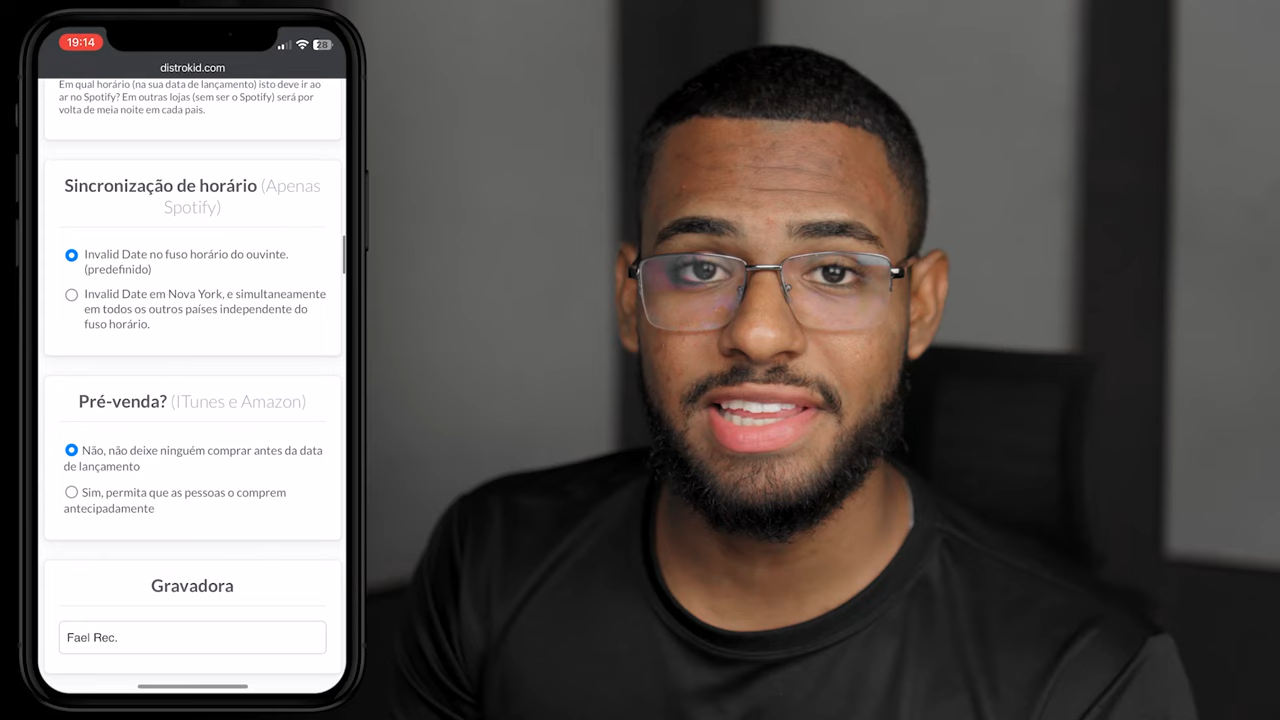 19:14
28
distrokid.com
Em qual horário (na sua data de lançamento) isto deve ir ao
ar no Spotify? Em outras lojas (sem ser o Spotify) será por
volta de meia noite em cada país.
Sincronização de horário (Apenas
Spotify)
Invalid Date no fuso horário do ouvinte.
(predefinido)
Invalid Date em Nova York, e simultaneamente
em todos os outros países independente do
fuso horário.
Pré-venda? (ITunes e Amazon)
Não, não deixe ninguém comprar antes da data
de lançamento
Sim, permita que as pessoas o comprem
antecipadamente
Gravadora
Fael Rec.